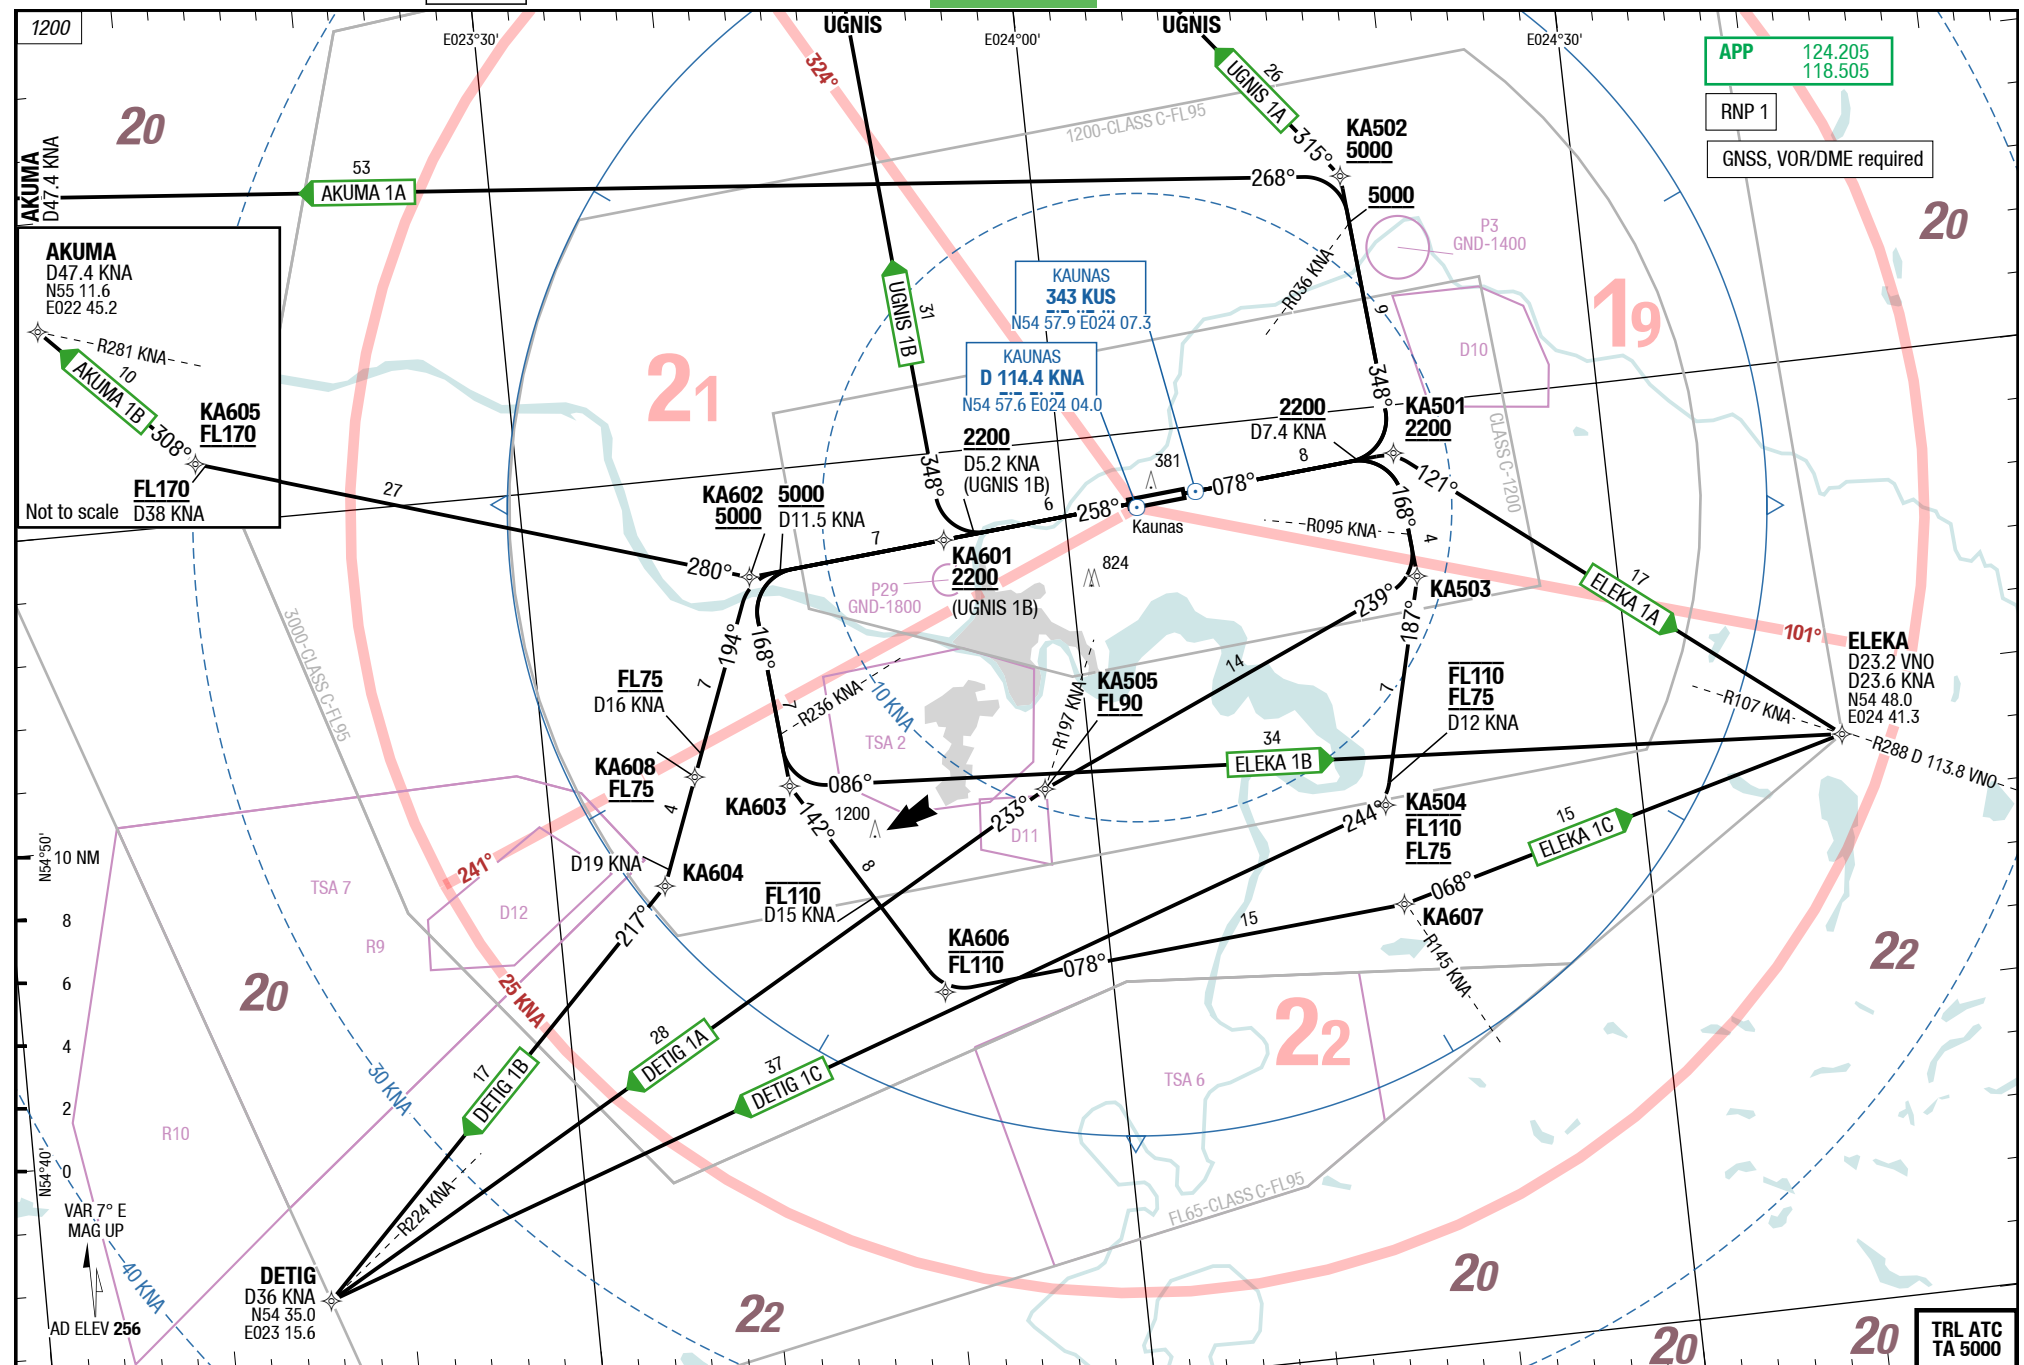 1200
UGNIS
UGNIS
E023°30'
E024°00'
E024°30'
APP 124.205
118.505
RNP 1
GNSS, VOR/DME required
324°
26
UGNIS 1A
315°
1200-CLASS C-FL95
KA502
5000
20
AKUMA
D47.4 KNA
53
AKUMA 1A
268°
5000
P3
GND-1400
20
AKUMA
D47.4 KNA
N55 11.6
E022 45.2
R281 KNA
10
AKUMA 1B
308°
KA605
FL170
FL170
D38 KNA
Not to scale
27
UGNIS 1B
31
KAUNAS
343 KUS
N54 57.9 E024 07.3
R036 KNA
9
19
D10
KAUNAS
D 114.4 KNA
N54 57.6 E024 04.0
21
348°
348°
2200
D7.4 KNA
KA501
2200
CLASS C-1200
2200
D5.2 KNA
(UGNIS 1B)
381
8
078°
121°
KA602
5000
5000
D11.5 KNA
6
258°
Kaunas
168°
R095 KNA
4
7
280°
KA601
2200
(UGNIS 1B)
P29
GND-1800
824
KA503
239°
187°
17
ELEKA 1A
101°
ELEKA
D23.2 VNO
D23.6 KNA
N54 48.0
E024 41.3
3000-CLASS C-FL95
194°
168°
14
FL75
D16 KNA
7
7
R236 KNA
10 KNA
R197 KNA
KA505
FL90
7
FL110
FL75
D12 KNA
R107 KNA
R288 D 113.8 VNO
TSA 2
34
ELEKA 1B
KA608
FL75
086°
KA603
4
142°
1200
233°
D11
244°
KA504
FL110
FL75
15
ELEKA 1C
N54°50'
10 NM
8
6
4
2
0
N54°40'
241°
D19 KNA
KA604
8
TSA 7
D12
R9
FL110
D15 KNA
068°
KA607
217°
KA606
FL110
078°
15
R145 KNA
22
20
25 KNA
22
30 KNA
17
DETIG 1B
28
DETIG 1A
37
DETIG 1C
TSA 6
R10
R224 KNA
FL65-CLASS C-FL95
VAR 7° E
MAG UP
40 KNA
DETIG
D36 KNA
N54 35.0
E023 15.6
AD ELEV 256
22
20
20
20
TRL ATC
TA 5000